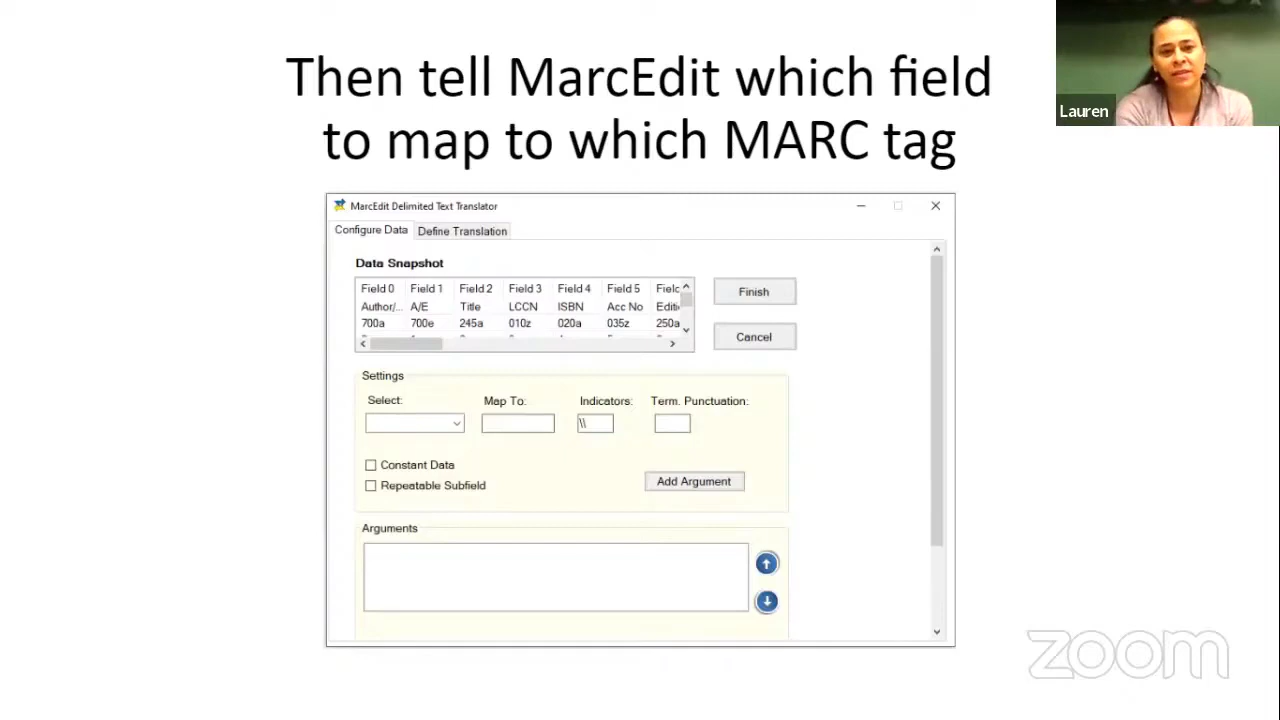 Then tell MarcEdit which field
to map to which MARC tag
Lauren
MarcEdit Delimited Text Translator
Configure Data Define Translation
Data Snapshot
Field 0 Field 1 Field 2 Field 3 Field 4 Field 5
Author/... A/E Title LCCN ISBN Acc No
700a 700e 245a 010z 020a 035z 250a
Finish
Cancel
Settings
Select: Map To: Indicators: Term. Punctuation:
\\
Constant Data
Repeatable Subfield
Add Argument
Arguments
zoom